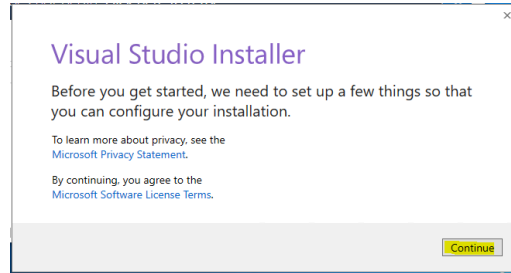 Visual Studio Installer
Before you get started, we need to set up a few things so that
you can configure your installation.
To learn more about privacy, see the
Microsoft Privacy Statement.
By continuing, you agree to the
Microsoft Software License Terms.
Continue